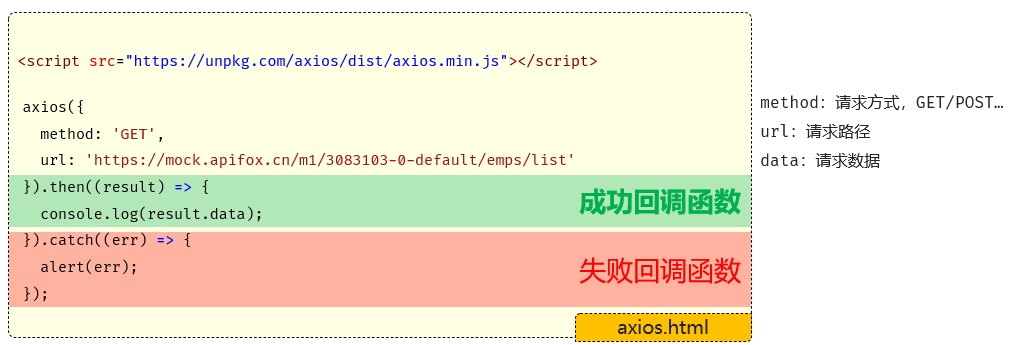 <script src="https://unpkg.com/axios/dist/axios.min.js"></script>
axios({
method: 'GET',
url: 'https://mock.apifox.cn/m1/3083103-0-default/emps/list'
}).then((result) => {
console.log(result.data);
成功回调函数
}).catch((err) => {
alert(err);
});
失败回调函数
axios.html
method：请求方式，GET/POST…
url：请求路径
data：请求数据